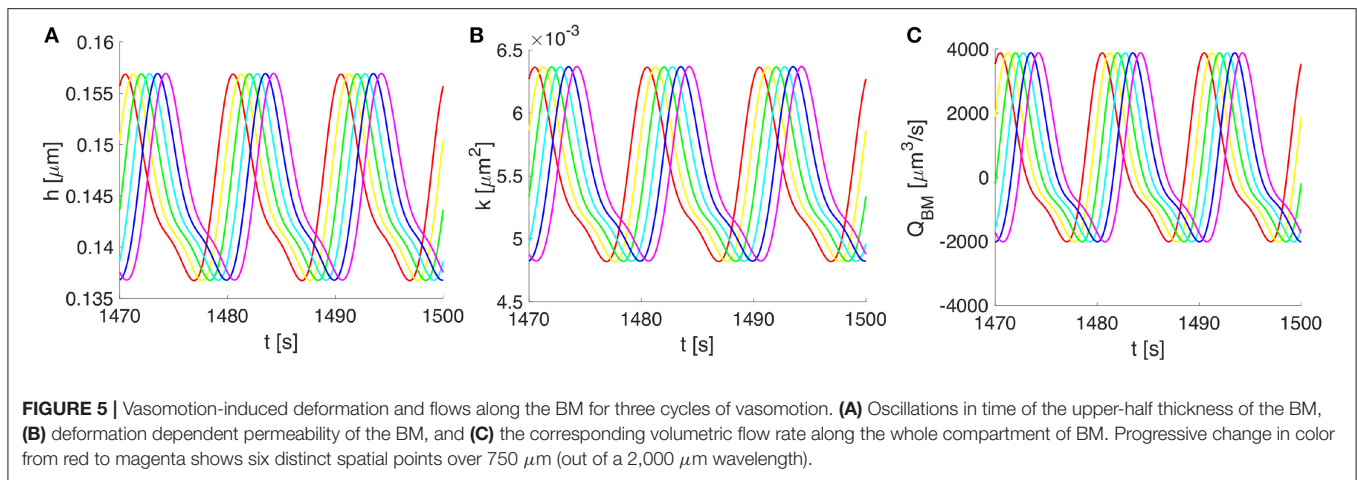 A
0.16
0.155
0.15
0.145
0.14
0.135
h [μm]
1470
1480
1490
1500
t [s]
B
×10⁻³
6.5
5.5
5
4.5
k [μm²]
1470
1480
1490
1500
t [s]
C
4000
2000
0
-2000
-4000
Q_BM [μm³/s]
1470
1480
1490
1500
t [s]
FIGURE 5 | Vasomotion-induced deformation and flows along the BM for three cycles of vasomotion. (A) Oscillations in time of the upper-half thickness of the BM,
(B) deformation dependent permeability of the BM, and (C) the corresponding volumetric flow rate along the whole compartment of BM. Progressive change in color
from red to magenta shows six distinct spatial points over 750 μm (out of a 2,000 μm wavelength).